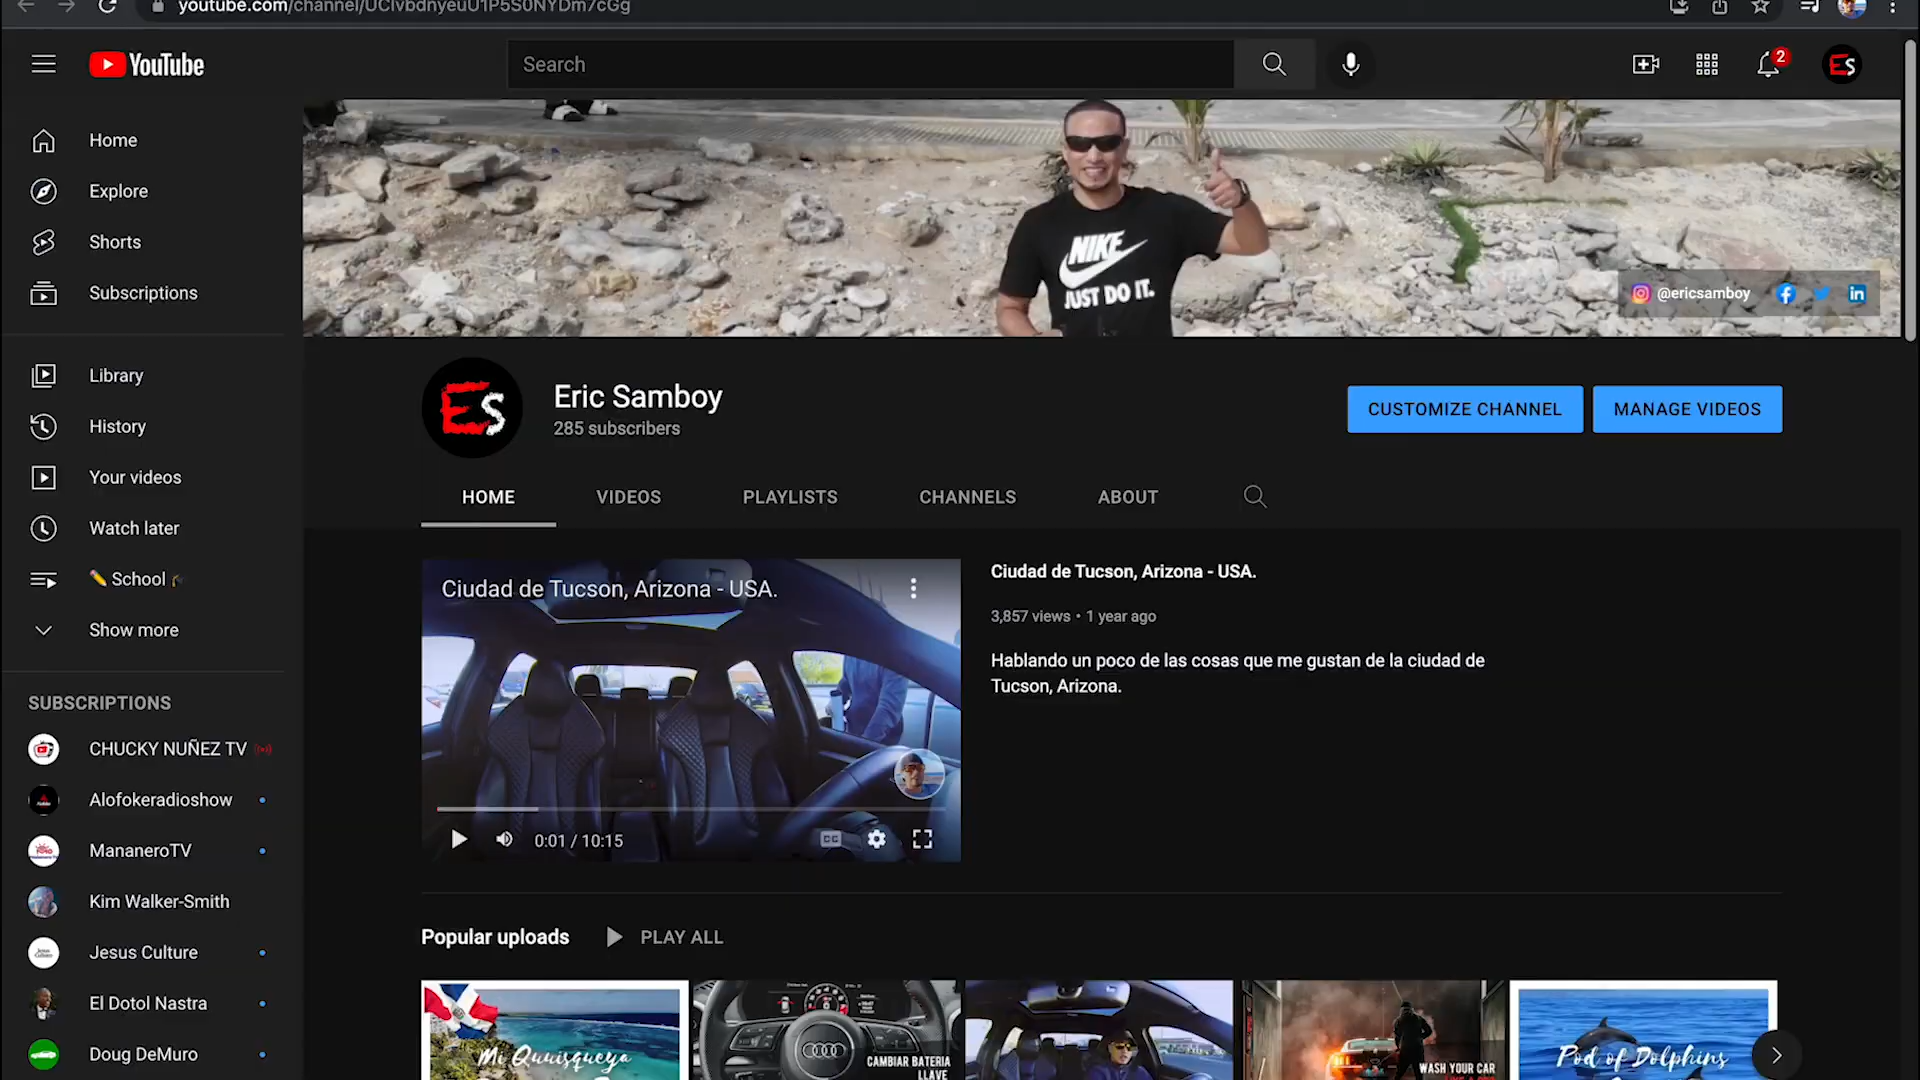 youtube.com/channel/UCIvbdnyeuU1P5S0NYDm7cGg
YouTube
Search
2
ES
Home
Explore
Shorts
Subscriptions
NIKE
JUST DO IT.
@ericsamboy
Library
History
Your videos
Watch later
School
Show more
ES
Eric Samboy
285 subscribers
CUSTOMIZE CHANNEL
MANAGE VIDEOS
HOME
VIDEOS
PLAYLISTS
CHANNELS
ABOUT
Ciudad de Tucson, Arizona - USA.
0:01 / 10:15
CC
Ciudad de Tucson, Arizona - USA.
3,857 views • 1 year ago
Hablando un poco de las cosas que me gustan de la ciudad de
Tucson, Arizona.
SUBSCRIPTIONS
CHUCKY NUÑEZ TV
Alofokeradioshow
MananeroTV
Kim Walker-Smith
Jesus Culture
El Dotol Nastra
Doug DeMuro
Popular uploads
PLAY ALL
Mi Quisqueya
CAMBIAR BATERIA
LLAVE
WASH YOUR CAR
Pod of Dolphins